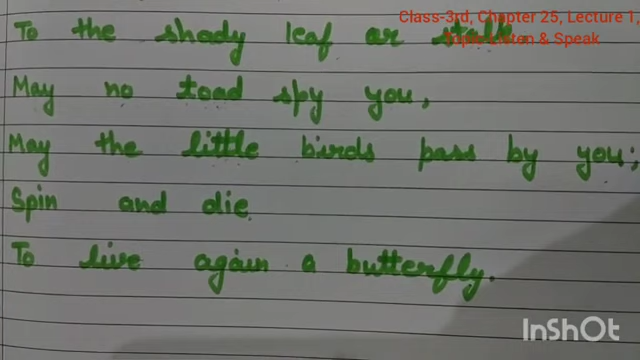 Class-3rd, Chapter 25, Lecture 1,
Topic-Listen & Speak
To the shady leaf or stalk
May no toad spy you,
May the little birds pass by you;
Spin and die
To live again a butterfly.
InShOt